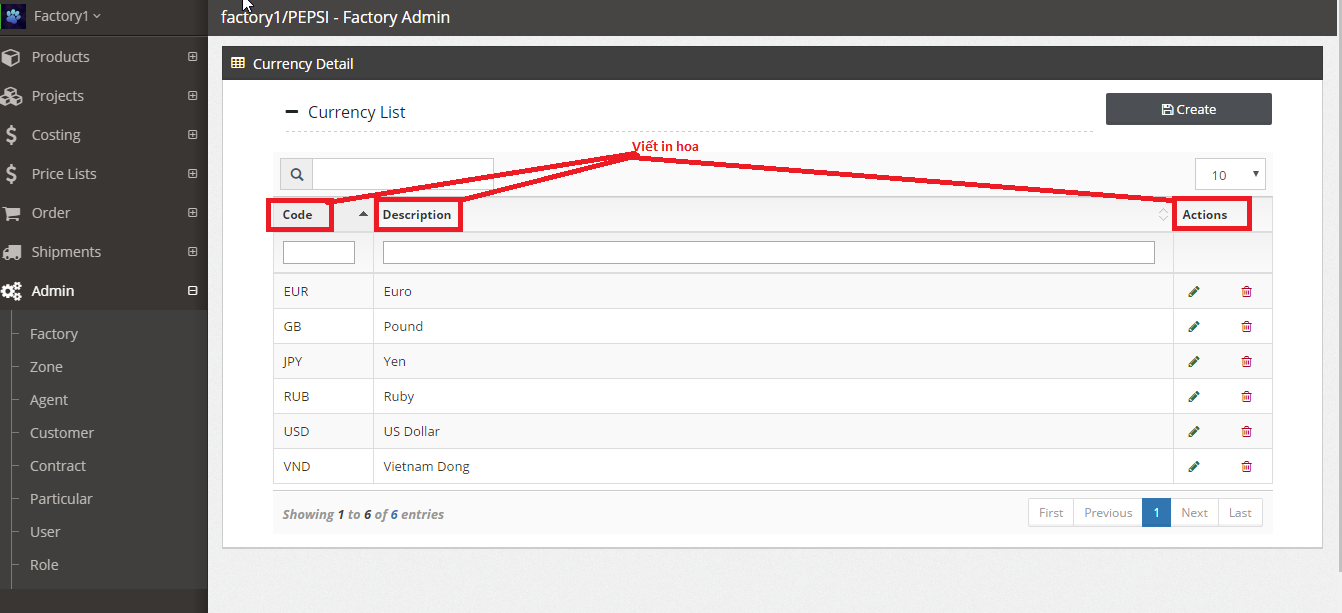 Factory1
factory1/PEPSI - Factory Admin
Products
Projects
Costing
Price Lists
Order
Shipments
Admin
Factory
Zone
Agent
Customer
Contract
Particular
User
Role
Currency Detail
Currency List
Create
Viết in hoa
10
Code Description Actions
EUR Euro
GB Pound
JPY Yen
RUB Ruby
USD US Dollar
VND Vietnam Dong
Showing 1 to 6 of 6 entries
First Previous 1 Next Last